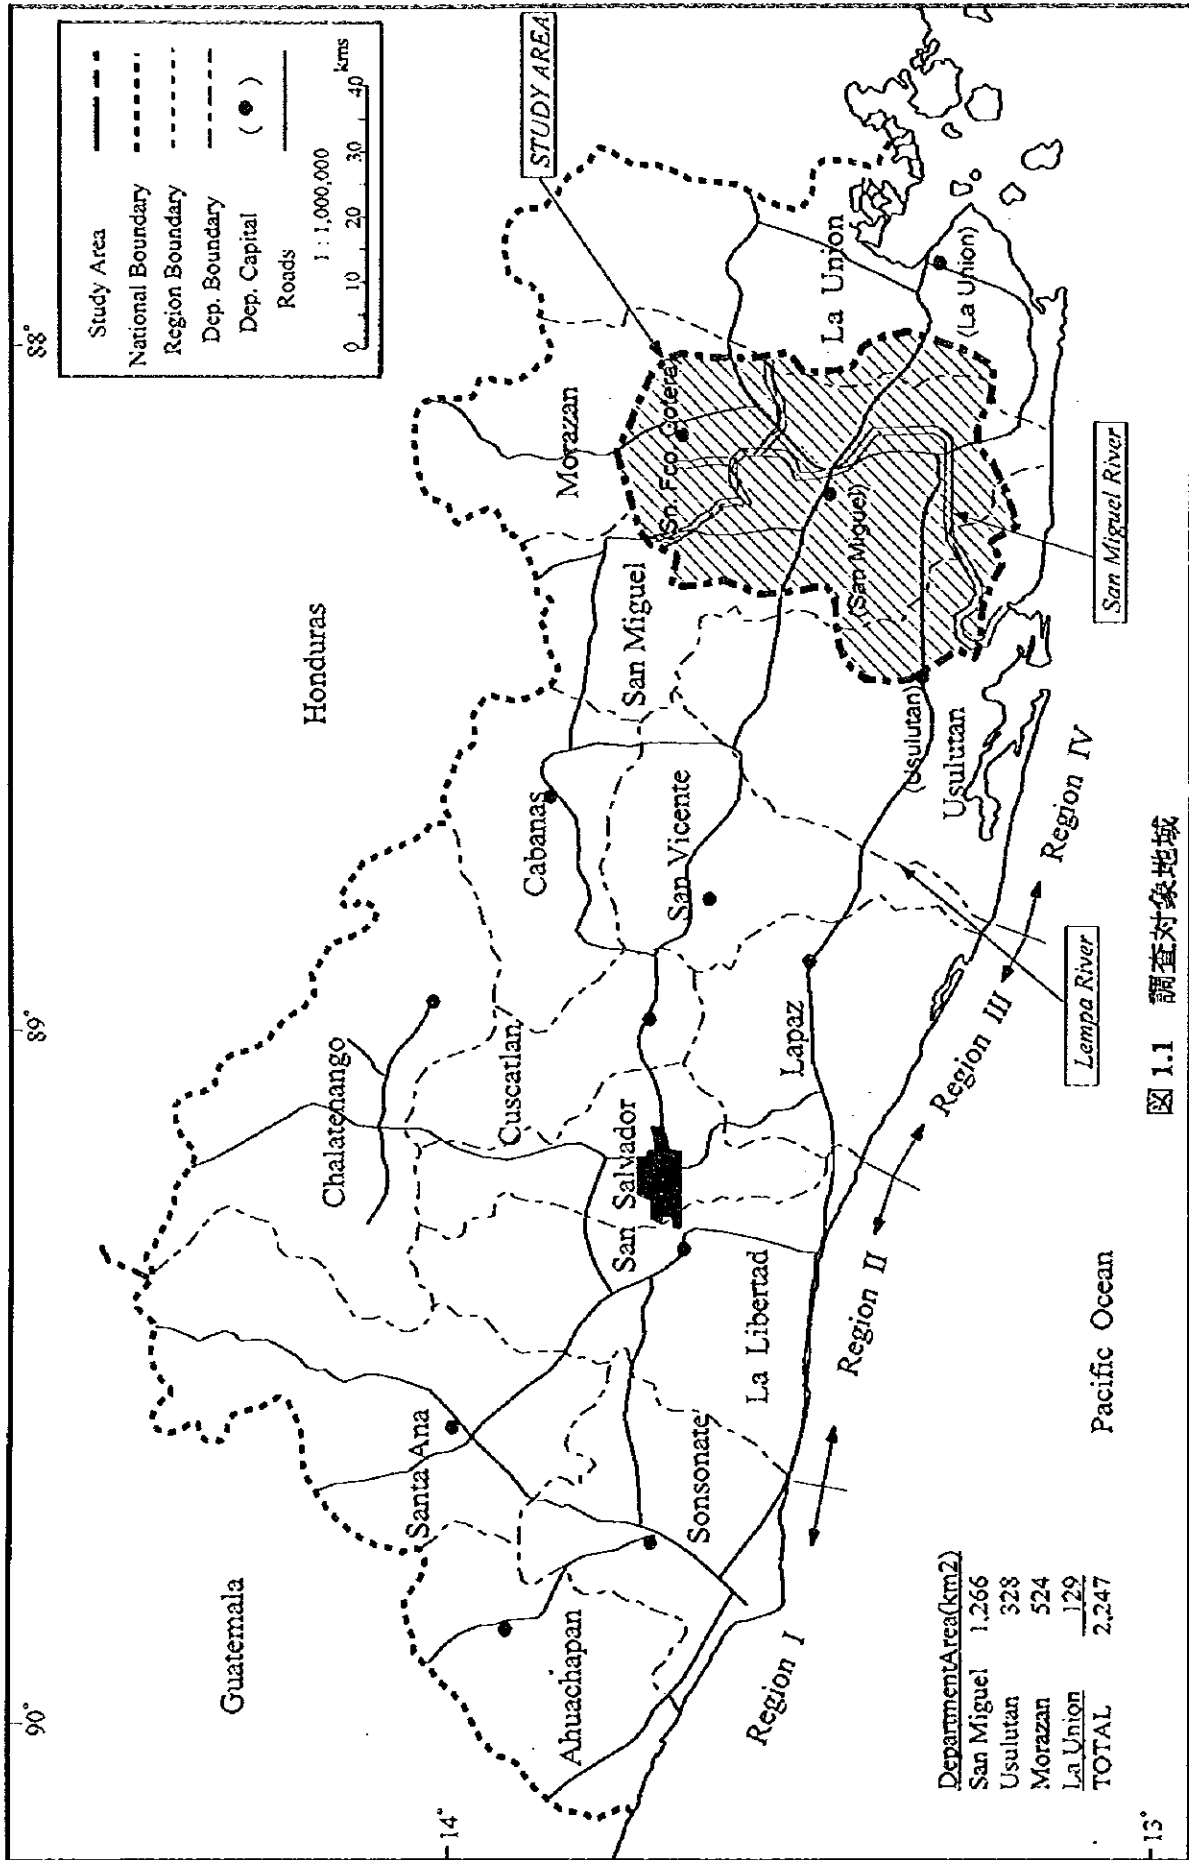 90°
89°
88°
14°
13°
Study Area
National Boundary
Region Boundary
Dep. Boundary
Dep. Capital ( )
Roads
1 : 1,000,000
0 10 20 30 40 kms
STUDY AREA
Guatemala
Honduras
Chalatenango
Santa Ana
Ahuachapan
Sonsonate
La Libertad
San Salvador
Cuscatlan
Cabanas
San Vicente
Lapaz
San Miguel
Morazan
(Sn. Fco Gotera)
(San Miguel)
La Union
(La Union)
(Usulutan)
Usulutan
Region I
Region II
Region III
Region IV
Lempa River
San Miguel River
Pacific Ocean
DepartmentArea(km2)
San Miguel 1.266
Usulutan 328
Morazan 524
La Union 129
TOTAL 2.247
図 1.1 調査対象地域